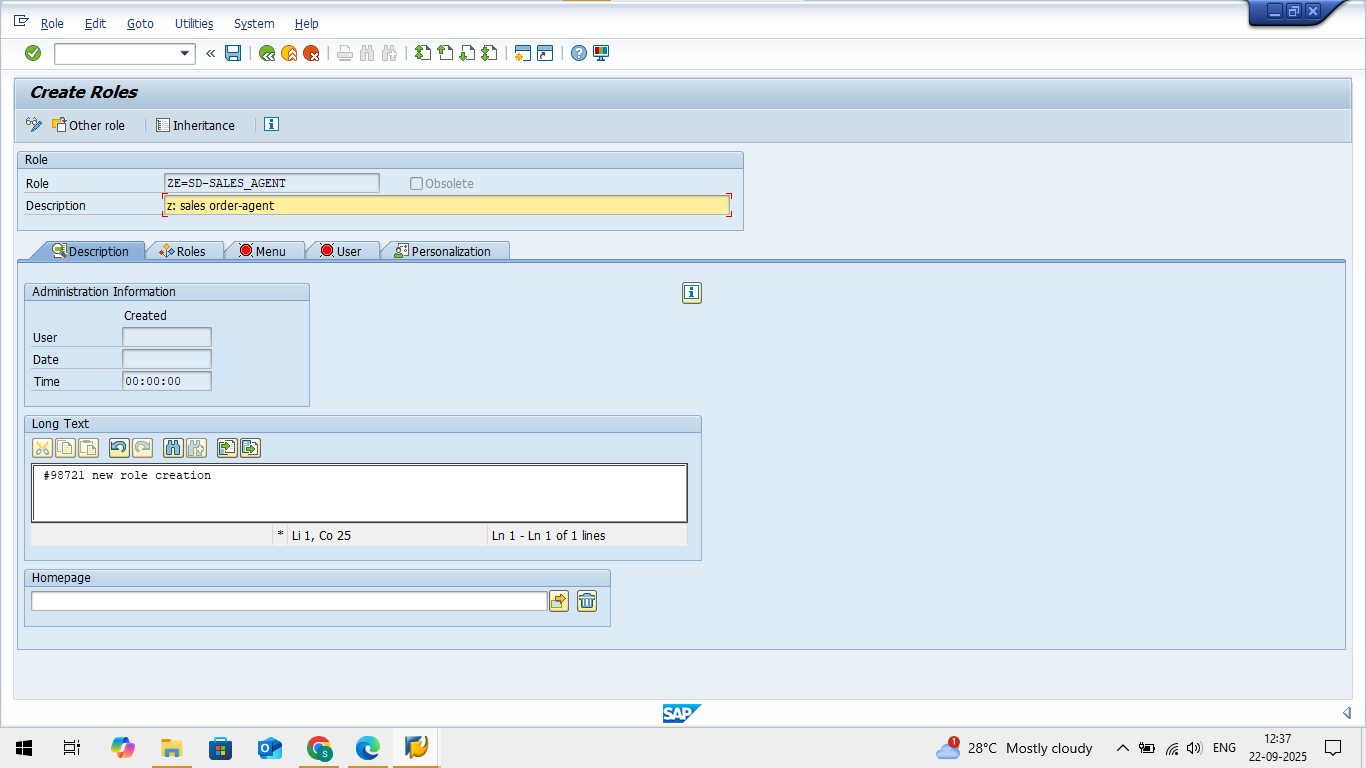 Role Edit Goto Utilities System Help
Create Roles
Other role Inheritance
Role
Role ZE=SD-SALES_AGENT Obsolete
Description z: sales order-agent
Description Roles Menu User Personalization
Administration Information
Created
User
Date
Time 00:00:00
Long Text
#98721 new role creation
* Li 1, Co 25 Ln 1 - Ln 1 of 1 lines
Homepage
SAP
1 28°C Mostly cloudy ENG 12:37
22-09-2025